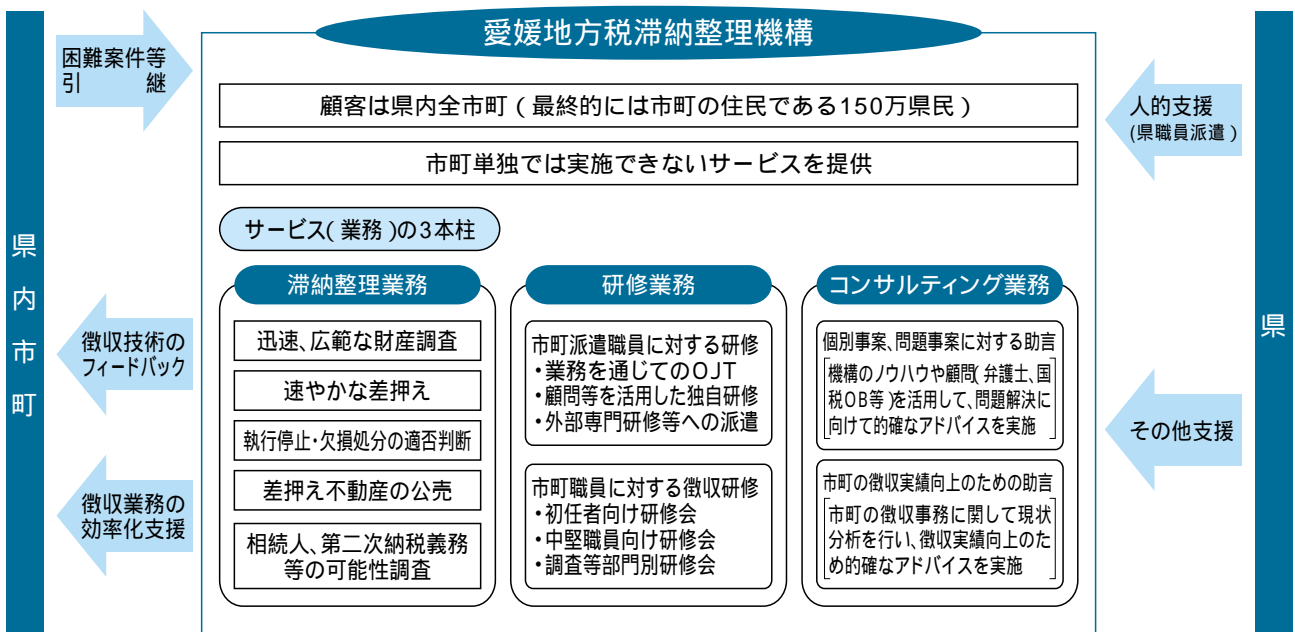 愛媛地方税滞納整理機構
困難案件等
引継
顧客は県内全市町(最終的には市町の住民である150万県民)
人的支援
(県職員派遣)
市町単独では実施できないサービスを提供
サービス(業務)の3本柱
県内市町
県
滞納整理業務
迅速、広範な財産調査
速やかな差押え
執行停止・欠損処分の適否判断
差押え不動産の公売
相続人、第二次納税義務
等の可能性調査
研修業務
市町派遣職員に対する研修
・業務を通じてのOJT
・顧問等を活用した独自研修
・外部専門研修等への派遣
市町職員に対する徴収研修
・初任者向け研修会
・中堅職員向け研修会
・調査等部門別研修会
コンサルティング業務
個別事案、問題事案に対する助言
機構のノウハウや顧問(弁護士、国
税OB等)を活用して、問題解決に
向けて的確なアドバイスを実施
市町の徴収実績向上のための助言
市町の徴収事務に関して現状
分析を行い、徴収実績向上のた
め的確なアドバイスを実施
徴収技術の
フィードバック
徴収業務の
効率化支援
その他支援